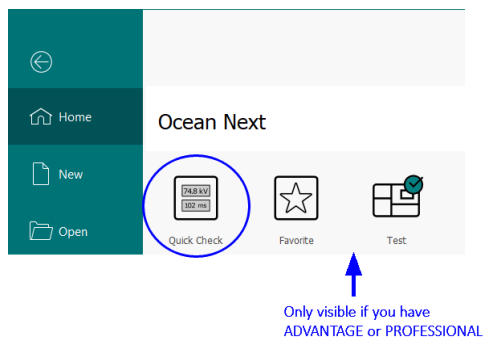 Home
Ocean Next
New
74.8 kV
102 ms
Open
Quick Check
Favorite
Test
Only visible if you have
ADVANTAGE or PROFESSIONAL